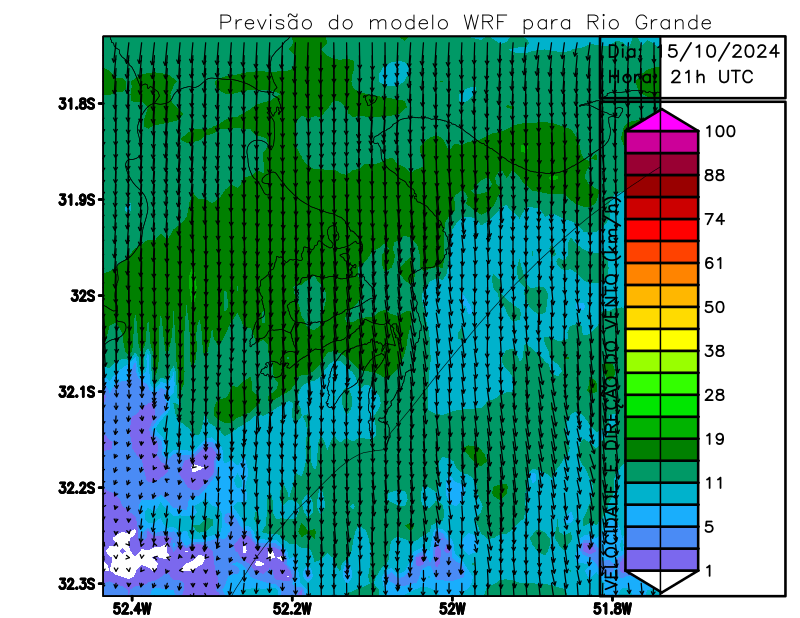 Previsão do modelo WRF para Rio Grande
Dia: 15/10/2024
Hora: 21h UTC
31.8S
31.9S
32S
32.1S
32.2S
32.3S
52.4W
52.2W
52W
51.8W
VELOCIDADE E DIREÇÃO DO VENTO (km/h)
100
88
74
61
50
38
28
19
11
5
1